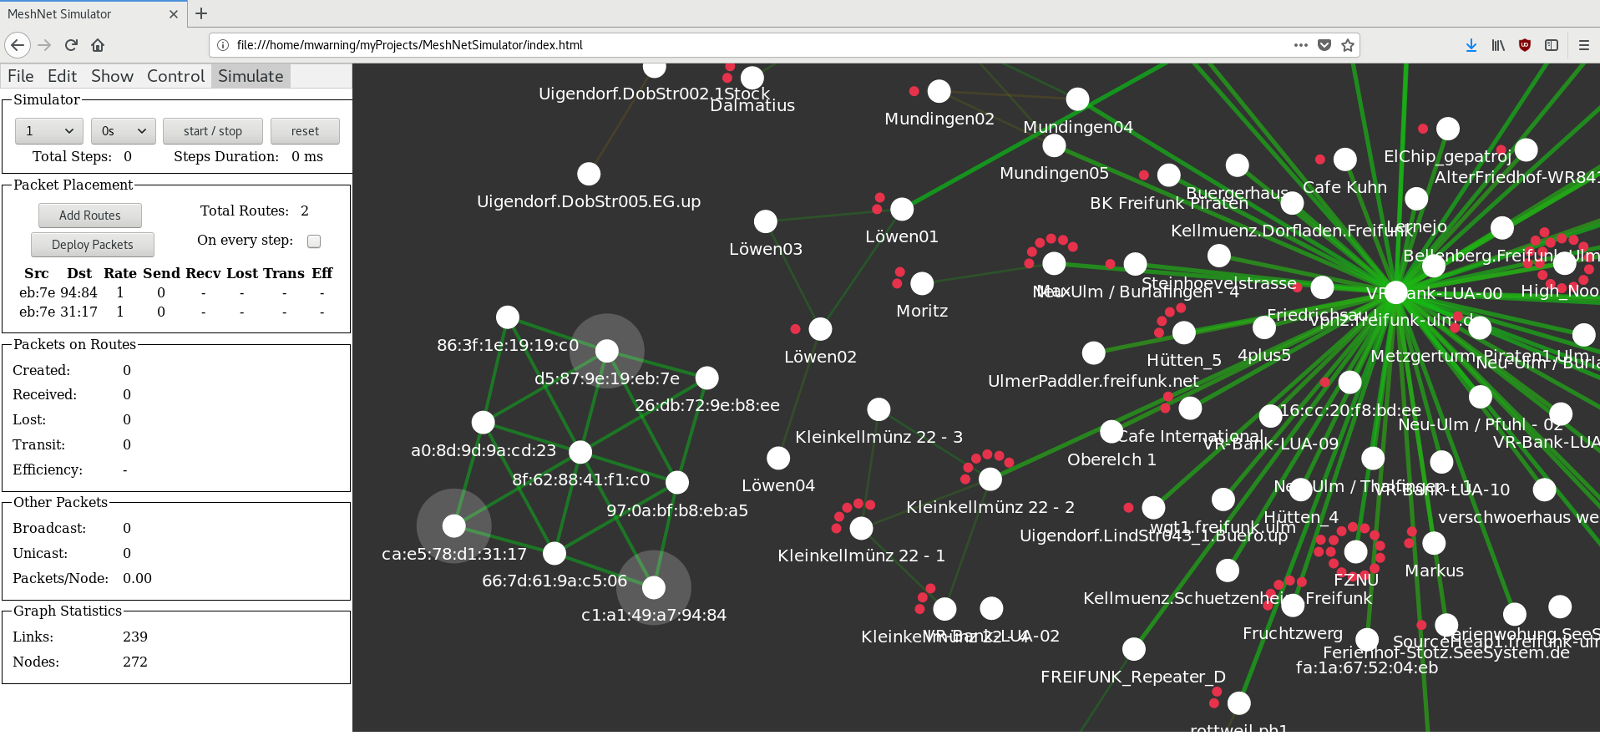 MeshNet Simulator
file:///home/mwarning/myProjects/MeshNetSimulator/index.html
File Edit Show Control Simulate
Simulator
1 0s start / stop reset
Total Steps: 0 Steps Duration: 0 ms
Packet Placement
Add Routes Total Routes: 2
Deploy Packets On every step:
Src Dst Rate Send Recv Lost Trans Eff
eb:7e 94:84 1 0 - - - -
eb:7e 31:17 1 0 - - - -
Packets on Routes
Created: 0
Received: 0
Lost: 0
Transit: 0
Efficiency: -
Other Packets
Broadcast: 0
Unicast: 0
Packets/Node: 0.00
Graph Statistics
Links: 239
Nodes: 272
Uigendorf.DobStr002.1Stock
Dalmatius
Mundingen02
Mundingen04
ElChip_gepatroj
Mundingen05
AlterFriedhof-WR841
Buergerhaus
Cafe Kuhn
Uigendorf.DobStr005.EG.up
BK Freifunk Piraten
Lernejo
Kellmuenz.Dorfladen.Freifunk
Löwen03
Löwen01
Bellenberg.Freifunk-Ulm
Steinhoevelstrasse
Max
Neu-Ulm / Burlafingen - 4
VR-Bank-LUA-00
High_Noo
Moritz
Friedrichsau
vpn2.freifunk-ulm.d
86:3f:1e:19:19:c0
Löwen02
Hütten_5
4plus5
Metzgerturm-Piraten1.Ulm
Neu-Ulm / Burla
d5:87:9e:19:eb:7e
UlmerPaddler.freifunk.net
26:db:72:9e:b8:ee
16:cc:20:f8:bd:ee
Neu-Ulm / Pfuhl - 02
Kleinkellmünz 22 - 3
Cafe International
VR-Bank-LUA-09
VR-Bank-LUA
a0:8d:9d:9a:cd:23
Oberelch 1
8f:62:88:41:f1:c0
Löwen04
Neu-Ulm / Thalfingen - 1
VR-Bank-LUA-10
97:0a:bf:b8:eb:a5
Kleinkellmünz 22 - 2
Hütten_4
verschwoerhaus we
wgt1.freifunk.ulm
Uigendorf.LindStr043_1.Buero.up
ca:e5:78:d1:31:17
Kleinkellmünz 22 - 1
66:7d:61:9a:c5:06
FZNU
Markus
Kellmuenz.Schuetzenheim.Freifunk
c1:a1:49:a7:94:84
Kleinkellmünz 22 - 4
VR-Bank-LUA-02
Fruchtzwerg
Ferienwohung.SeeS
SourceHeap1.freifunk-ulm
Ferienhof-Stotz.SeeSystem.de
fa:1a:67:52:04:eb
FREIFUNK_Repeater_D
rottweil.ph1